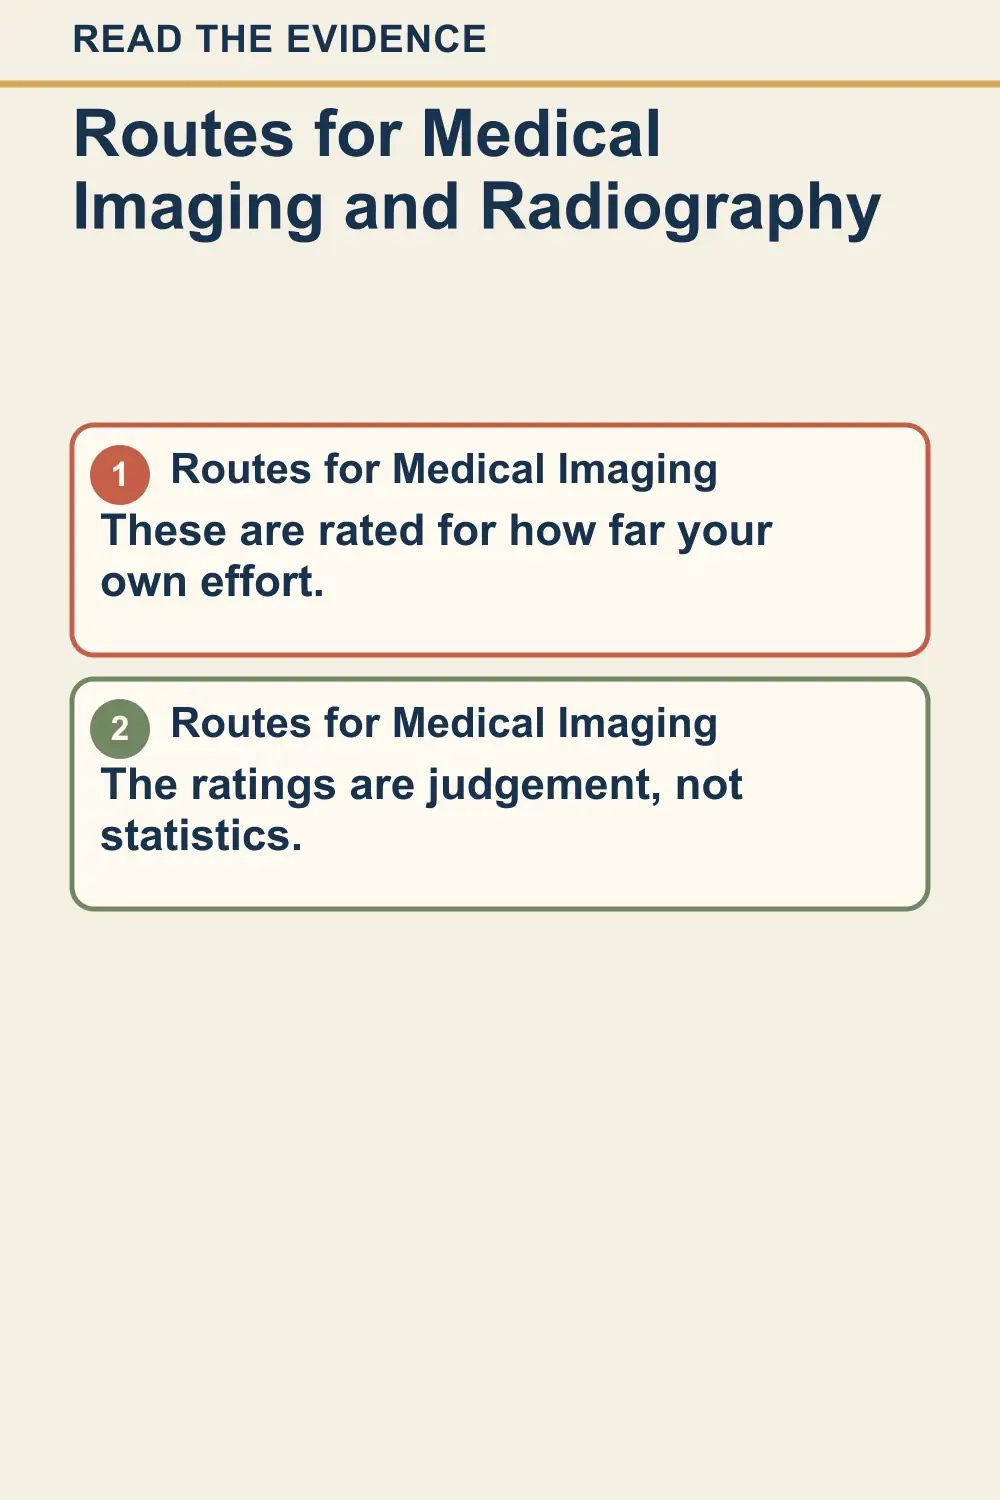 READ THE EVIDENCE
Routes for Medical
Imaging and Radiography
1 Routes for Medical Imaging
These are rated for how far your
own effort.
2 Routes for Medical Imaging
The ratings are judgement, not
statistics.